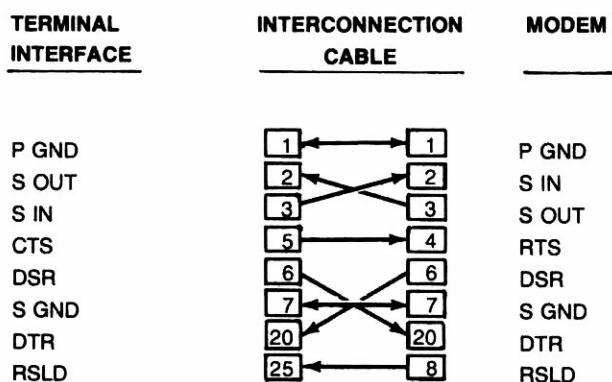 TERMINAL INTERFACE INTERCONNECTION CABLE MODEM
P GND 1 1 P GND
S OUT 2 2 S IN
S IN 3 3 S OUT
CTS 5 4 RTS
DSR 6 6 DSR
S GND 7 7 S GND
DTR 20 20 DTR
RSLD 25 8 RSLD